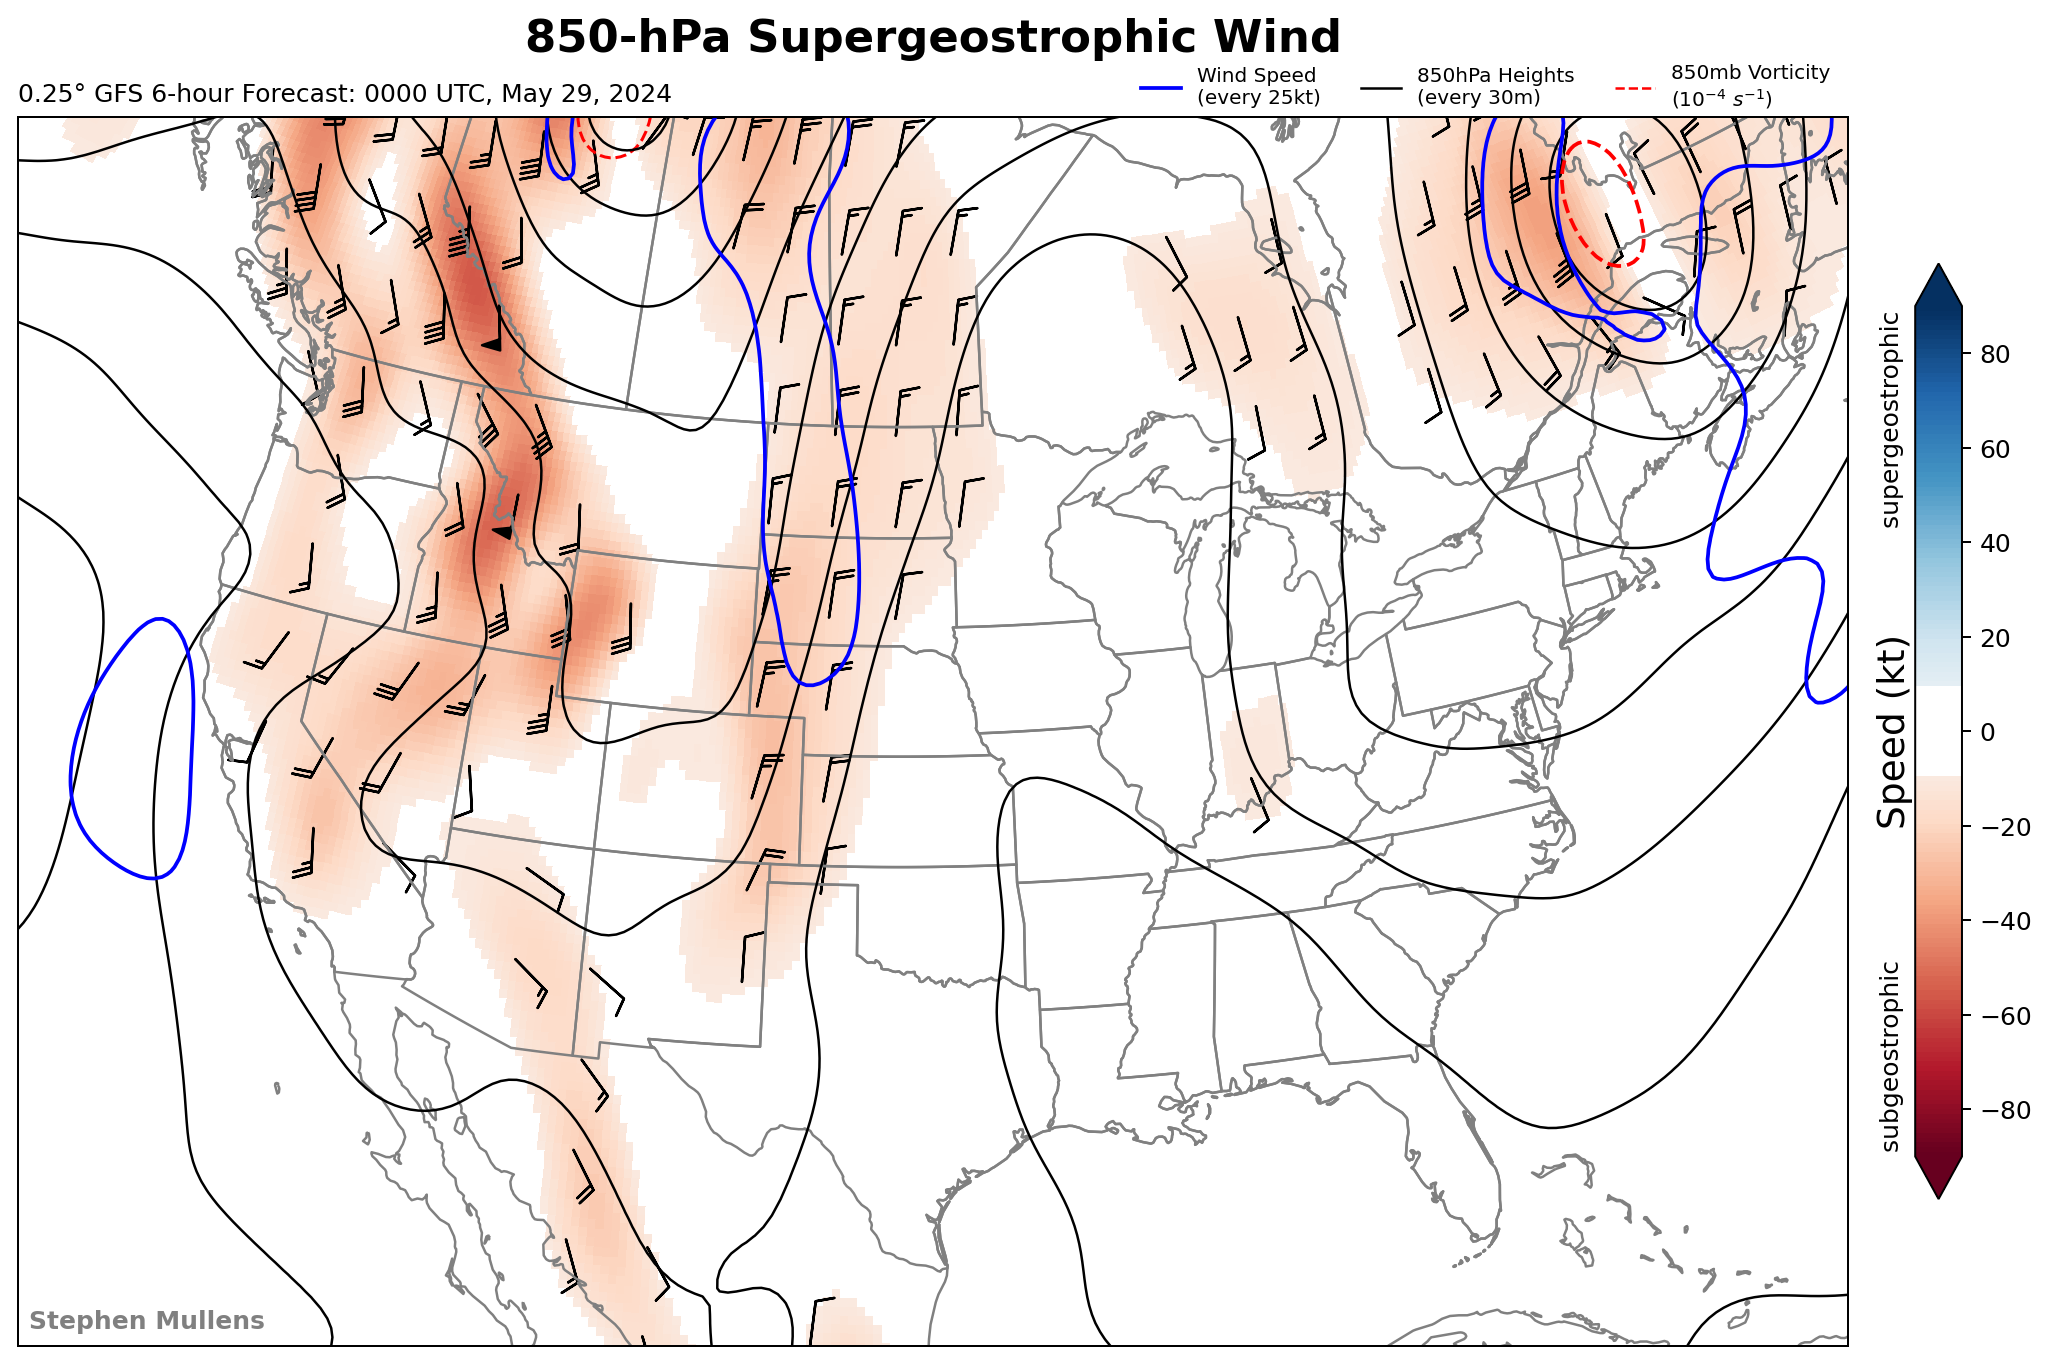 850-hPa Supergeostrophic Wind
0.25° GFS 6-hour Forecast: 0000 UTC, May 29, 2024
Wind Speed
(every 25kt)
850hPa Heights
(every 30m)
850mb Vorticity
(10⁻⁴ s⁻¹)
supergeostrophic
Speed (kt)
subgeostrophic
80
60
40
20
0
−20
−40
−60
−80
Stephen Mullens